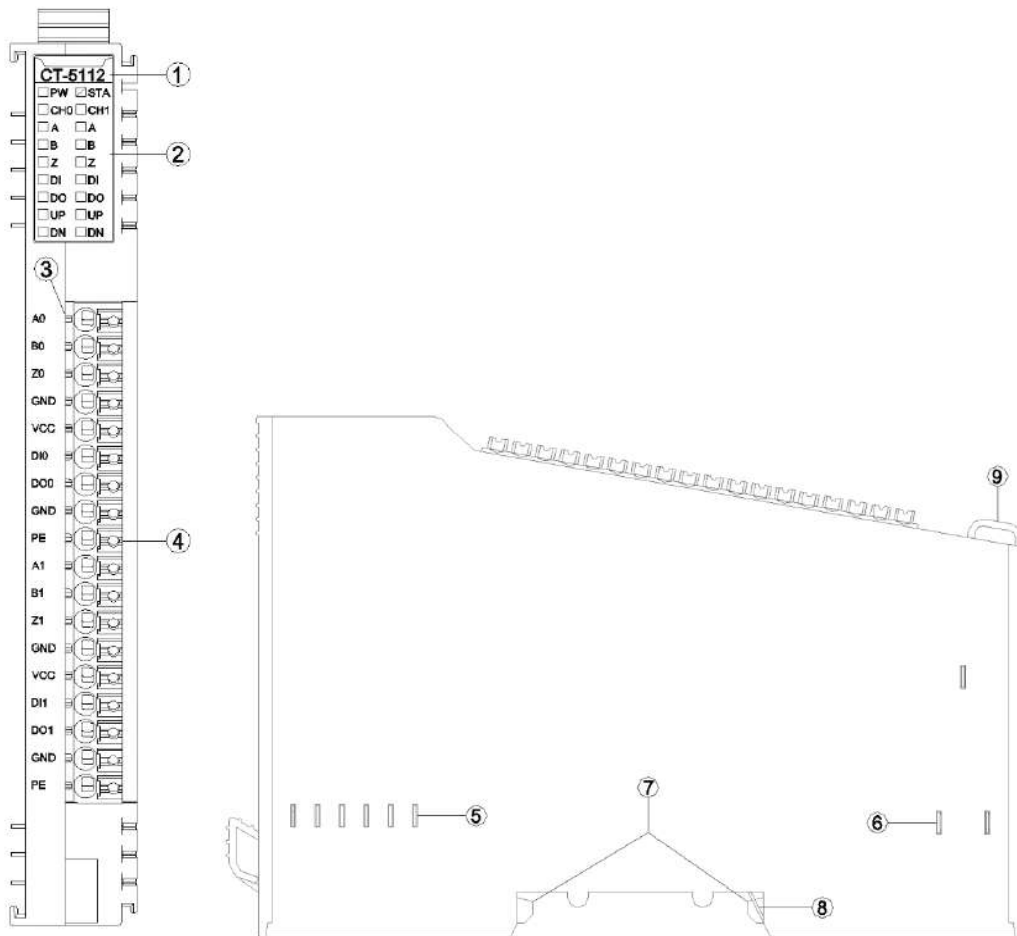 CT-5112 ①
PW STA
CH0 CH1
A A
B B
②
Z Z
DI DI
DO DO
UP UP
DN DN
③
A0
B0
Z0
GND
VCC
DI0
DO0
GND
PE ④
A1
B1
Z1
GND
VCC
DI1
DO1
GND
PE
⑨
⑦
⑤
⑥
⑧